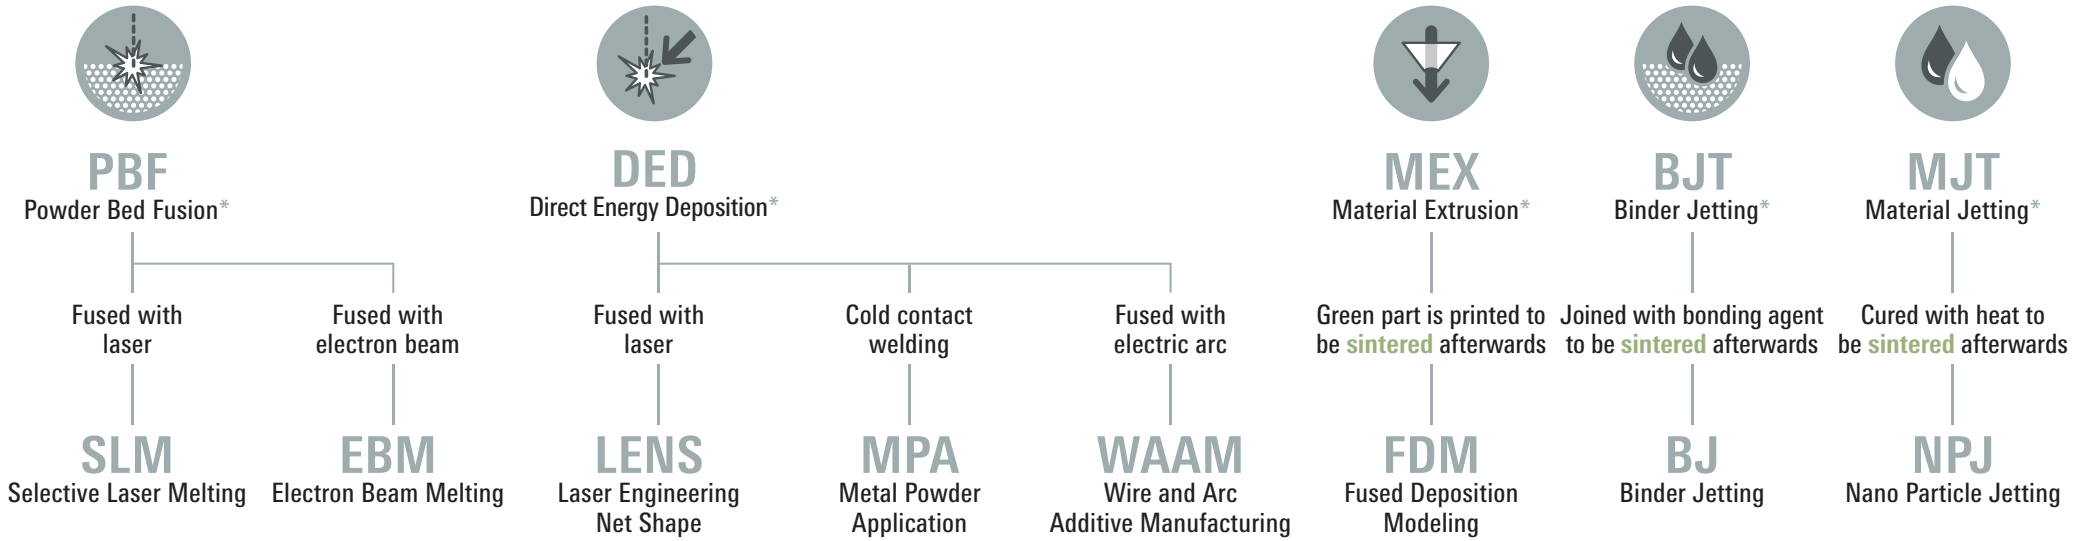 PBF
Powder Bed Fusion*
DED
Direct Energy Deposition*
MEX
Material Extrusion*
BJT
Binder Jetting*
MJT
Material Jetting*
Fused with
laser
Fused with
electron beam
Fused with
laser
Cold contact
welding
Fused with
electric arc
Green part is printed to
be sintered afterwards
Joined with bonding agent
to be sintered afterwards
Cured with heat to
be sintered afterwards
SLM
Selective Laser Melting
EBM
Electron Beam Melting
LENS
Laser Engineering
Net Shape
MPA
Metal Powder
Application
WAAM
Wire and Arc
Additive Manufacturing
FDM
Fused Deposition
Modeling
BJ
Binder Jetting
NPJ
Nano Particle Jetting